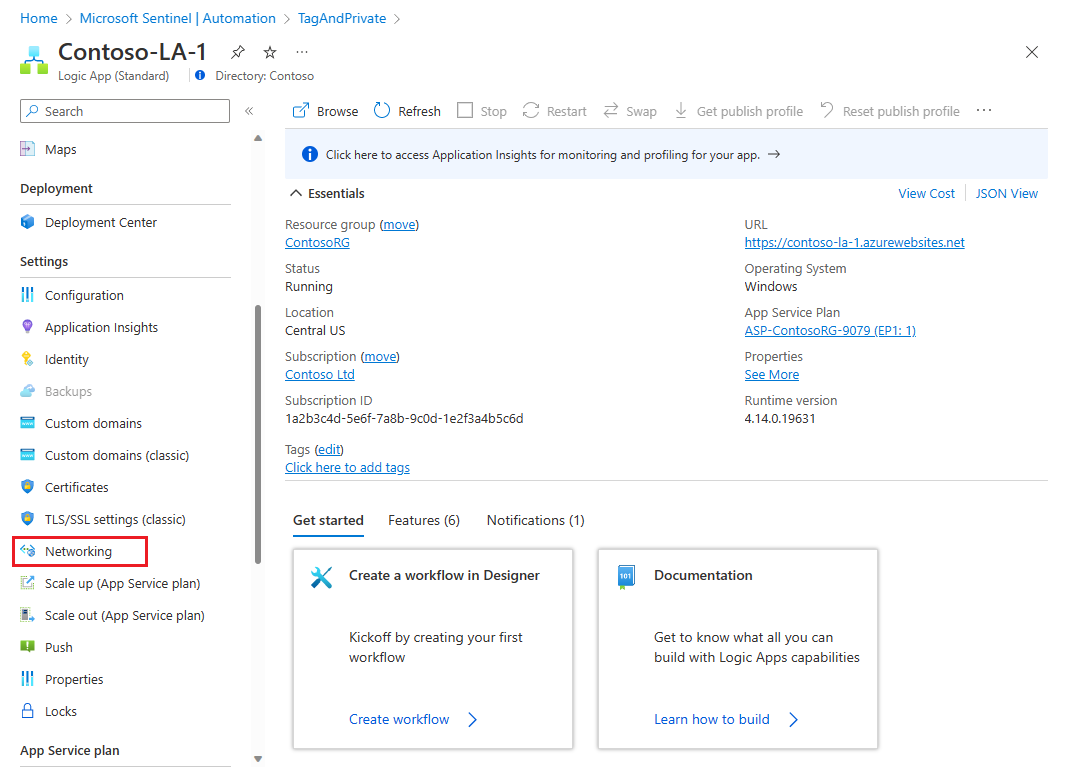 Home > Microsoft Sentinel | Automation > TagAndPrivate >
Contoso-LA-1
Logic App (Standard) Directory: Contoso
Search
Maps
Deployment
Deployment Center
Settings
Configuration
Application Insights
Identity
Backups
Custom domains
Custom domains (classic)
Certificates
TLS/SSL settings (classic)
Networking
Scale up (App Service plan)
Scale out (App Service plan)
Push
Properties
Locks
App Service plan
Browse Refresh Stop Restart Swap Get publish profile Reset publish profile ...
Click here to access Application Insights for monitoring and profiling for your app. →
Essentials
View Cost JSON View
Resource group (move)
ContosoRG
Status
Running
Location
Central US
Subscription (move)
Contoso Ltd
Subscription ID
1a2b3c4d-5e6f-7a8b-9c0d-1e2f3a4b5c6d
Tags (edit)
Click here to add tags
URL
https://contoso-la-1.azurewebsites.net
Operating System
Windows
App Service Plan
ASP-ContosoRG-9079 (EP1: 1)
Properties
See More
Runtime version
4.14.0.19631
Get started Features (6) Notifications (1)
Create a workflow in Designer
Kickoff by creating your first
workflow
Create workflow
101
Documentation
Get to know what all you can
build with Logic Apps capabilities
Learn how to build